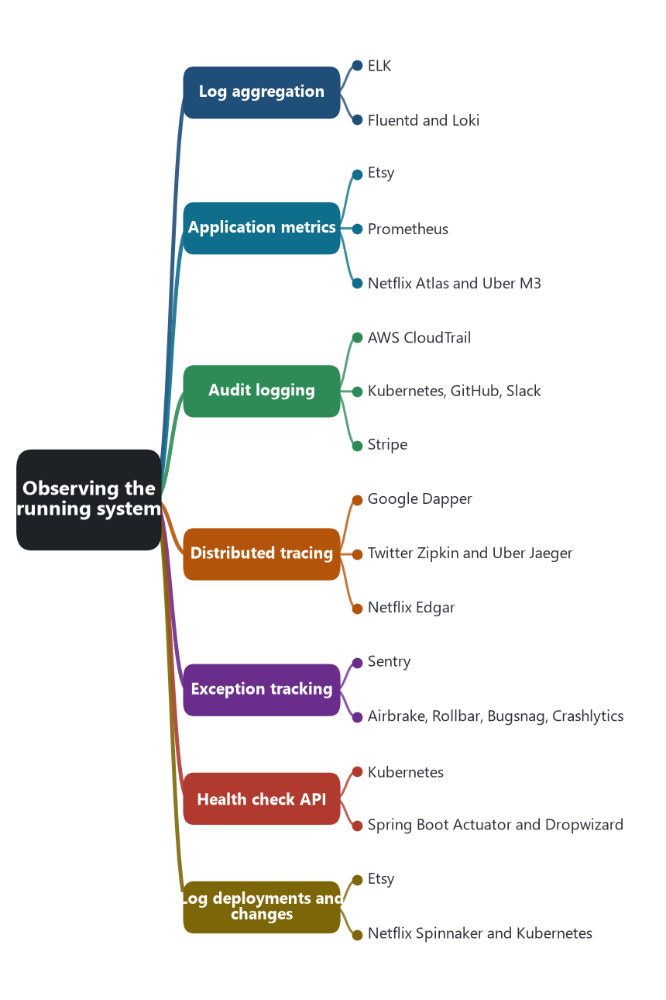 Observing the
running system
Log aggregation
ELK
Fluentd and Loki
Application metrics
Etsy
Prometheus
Netflix Atlas and Uber M3
Audit logging
AWS CloudTrail
Kubernetes, GitHub, Slack
Stripe
Distributed tracing
Google Dapper
Twitter Zipkin and Uber Jaeger
Netflix Edgar
Exception tracking
Sentry
Airbrake, Rollbar, Bugsnag, Crashlytics
Health check API
Kubernetes
Spring Boot Actuator and Dropwizard
Log deployments and
changes
Etsy
Netflix Spinnaker and Kubernetes